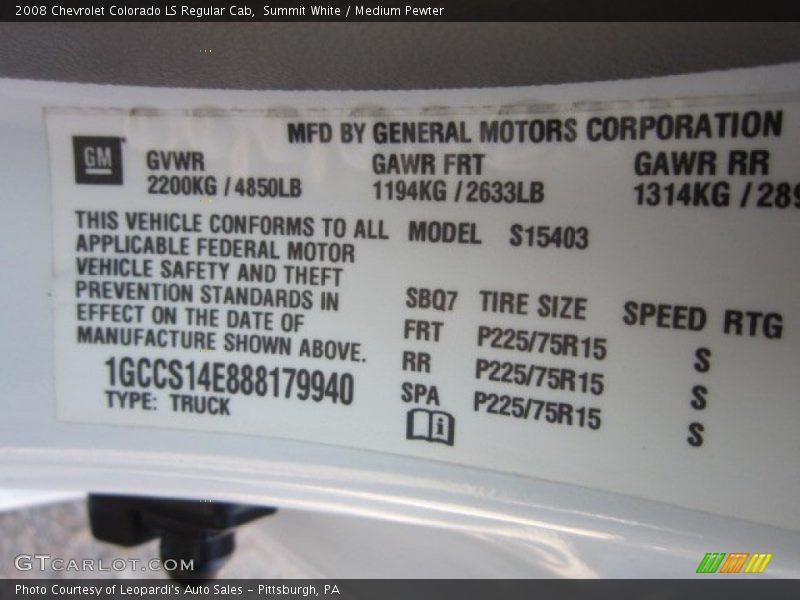 2008 Chevrolet Colorado LS Regular Cab, Summit White / Medium Pewter
MFD BY GENERAL MOTORS CORPORATION
GM
GVWR GAWR FRT GAWR RR
2200KG / 4850LB 1194KG / 2633LB 1314KG / 289
THIS VEHICLE CONFORMS TO ALL
APPLICABLE FEDERAL MOTOR
VEHICLE SAFETY AND THEFT
PREVENTION STANDARDS IN
EFFECT ON THE DATE OF
MANUFACTURE SHOWN ABOVE.
1GCCS14E888179940
TYPE: TRUCK
MODEL S15403
SBQ7 TIRE SIZE SPEED RTG
FRT P225/75R15 S
RR P225/75R15 S
SPA P225/75R15 S
i
GTCARLOT.COM
Photo Courtesy of Leopardi's Auto Sales - Pittsburgh, PA